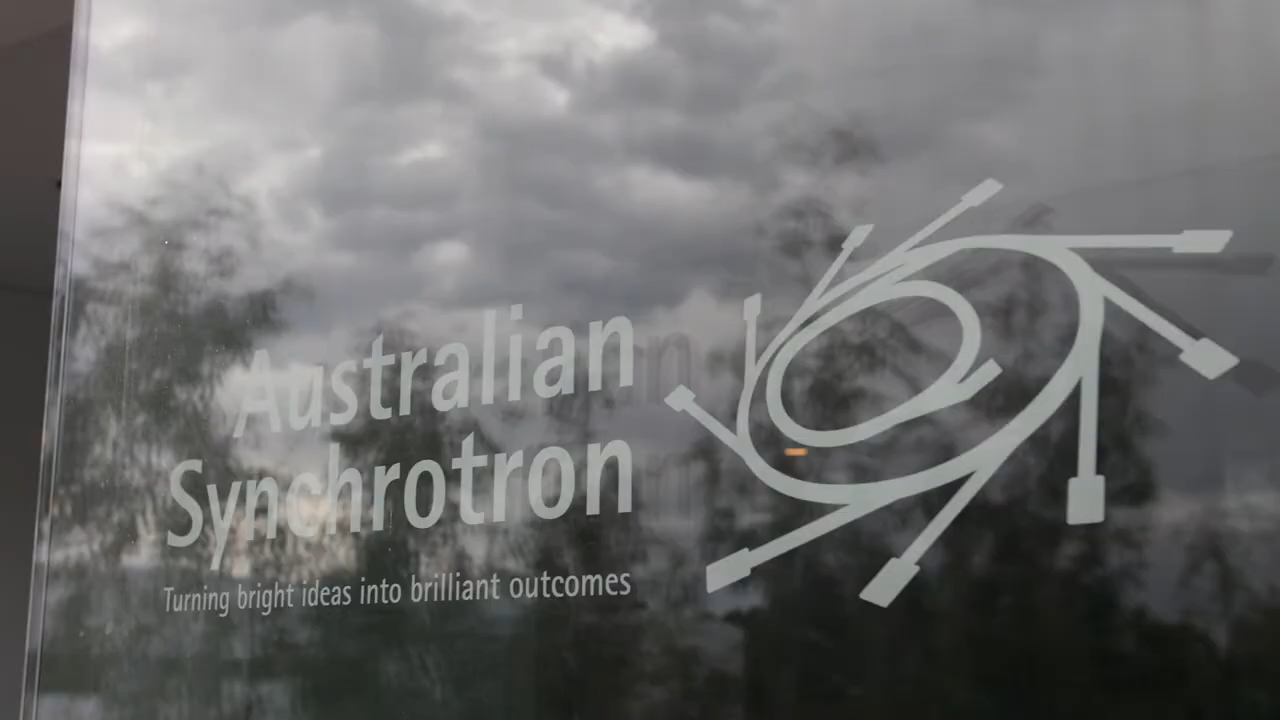 Australian
Synchrotron
Turning bright ideas into brilliant outcomes